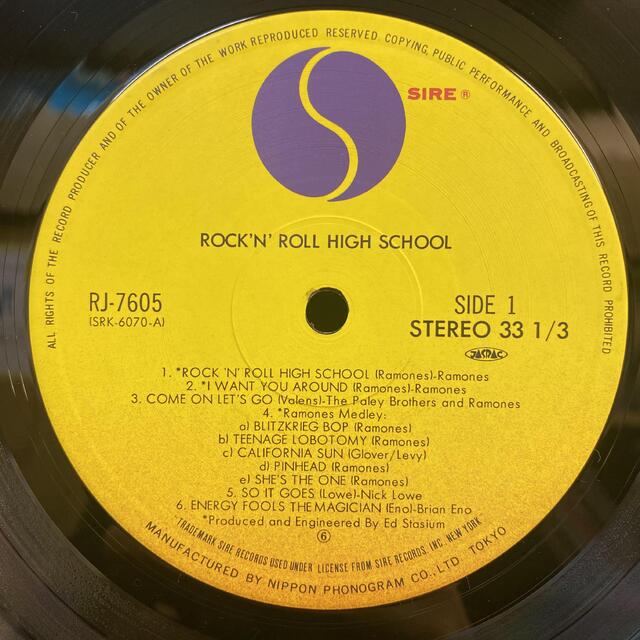 ALL RIGHTS OF THE RECORD PRODUCER AND OF THE OWNER OF THE WORK REPRODUCED RESERVED COPYING, PUBLIC PERFORMANCE AND BROADCASTING OF THIS RECORD PROHIBITED
SIRE ®
ROCK'N' ROLL HIGH SCHOOL
RJ-7605
(SRK-6070-A)
SIDE 1
STEREO 33 1/3
JASRAC
1. *ROCK 'N' ROLL HIGH SCHOOL (Ramones)-Ramones
2. *I WANT YOU AROUND (Ramones)-Ramones
3. COME ON LET'S GO (Valens)-The Paley Brothers and Ramones
4. *Ramones Medley:
a) BLITZKRIEG BOP (Ramones)
b) TEENAGE LOBOTOMY (Ramones)
c) CALIFORNIA SUN (Glover/Levy)
d) PINHEAD (Ramones)
e) SHE'S THE ONE (Ramones)
5. SO IT GOES (Lowe)-Nick Lowe
6. ENERGY FOOLS THE MAGICIAN (Eno)-Brian Eno
*Produced and Engineered By Ed Stasium
⑥
TRADEMARK SIRE RECORDS USED UNDER LICENSE FROM SIRE RECORDS, INC. NEW YORK
MANUFACTURED BY NIPPON PHONOGRAM CO., LTD. TOKYO